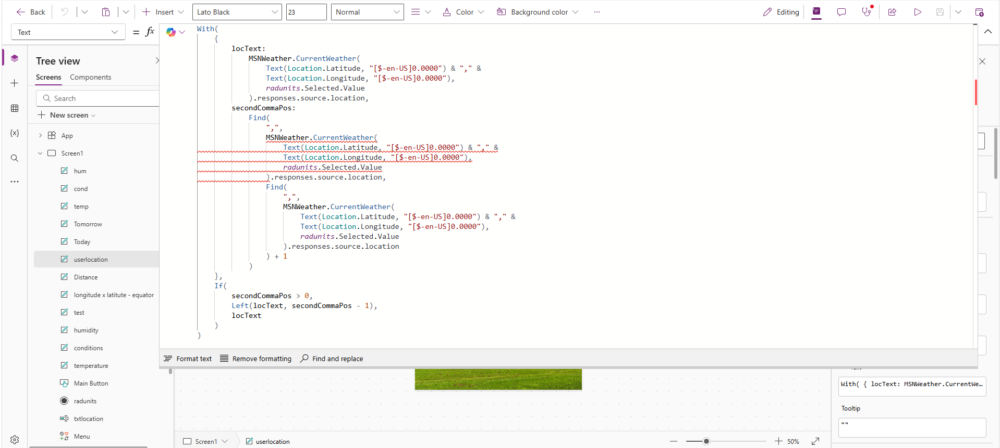 Back
Insert
Lato Black
23
Normal
Color
Background color
...
Editing
Text
= fx
With(
{
locText:
MSNWeather.CurrentWeather(
Text(Location.Latitude, "[$-en-US]0.0000") & "," &
Text(Location.Longitude, "[$-en-US]0.0000"),
radunits.Selected.Value
).responses.source.location,
secondCommaPos:
Find(
",",
MSNWeather.CurrentWeather(
Text(Location.Latitude, "[$-en-US]0.0000") & "," &
Text(Location.Longitude, "[$-en-US]0.0000"),
radunits.Selected.Value
).responses.source.location,
Find(
",",
MSNWeather.CurrentWeather(
Text(Location.Latitude, "[$-en-US]0.0000") & "," &
Text(Location.Longitude, "[$-en-US]0.0000"),
radunits.Selected.Value
).responses.source.location
) + 1
)
},
If(
secondCommaPos > 0,
Left(locText, secondCommaPos - 1),
locText
)
)
Format text
Remove formatting
Find and replace
Tree view
Screens
Components
Search
New screen
App
Screen1
hum
cond
temp
Tomorrow
Today
userlocation
Distance
longitude x latitute - equator
test
humidity
conditions
temperature
Main Button
radunits
txtlocation
Menu
{x}
With( { locText: MSNWeather.CurrentWe…
Tooltip
""
Screen1
userlocation
50%